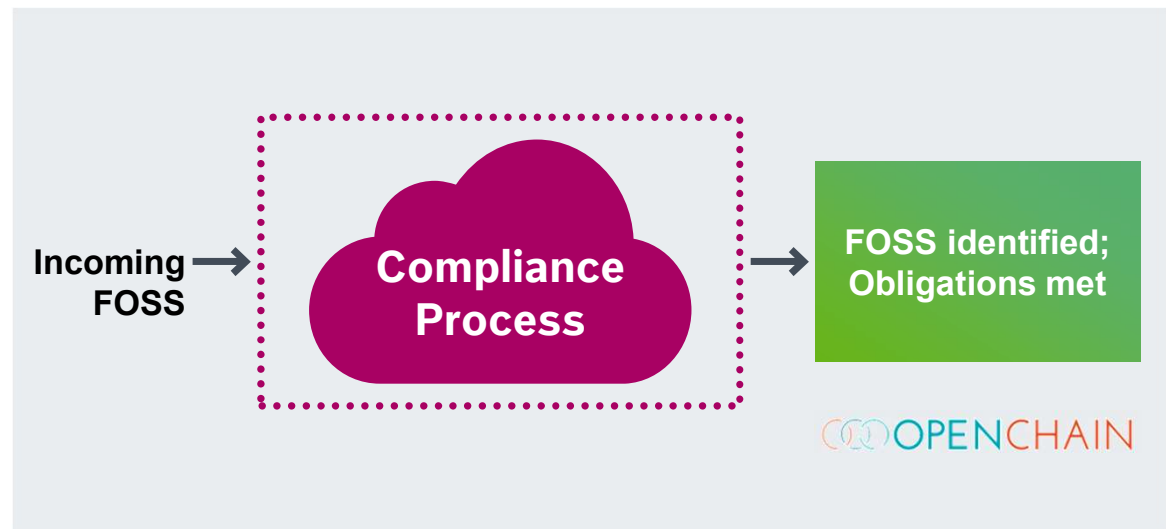 Incoming
FOSS
Compliance
Process
FOSS identified;
Obligations met
OPENCHAIN